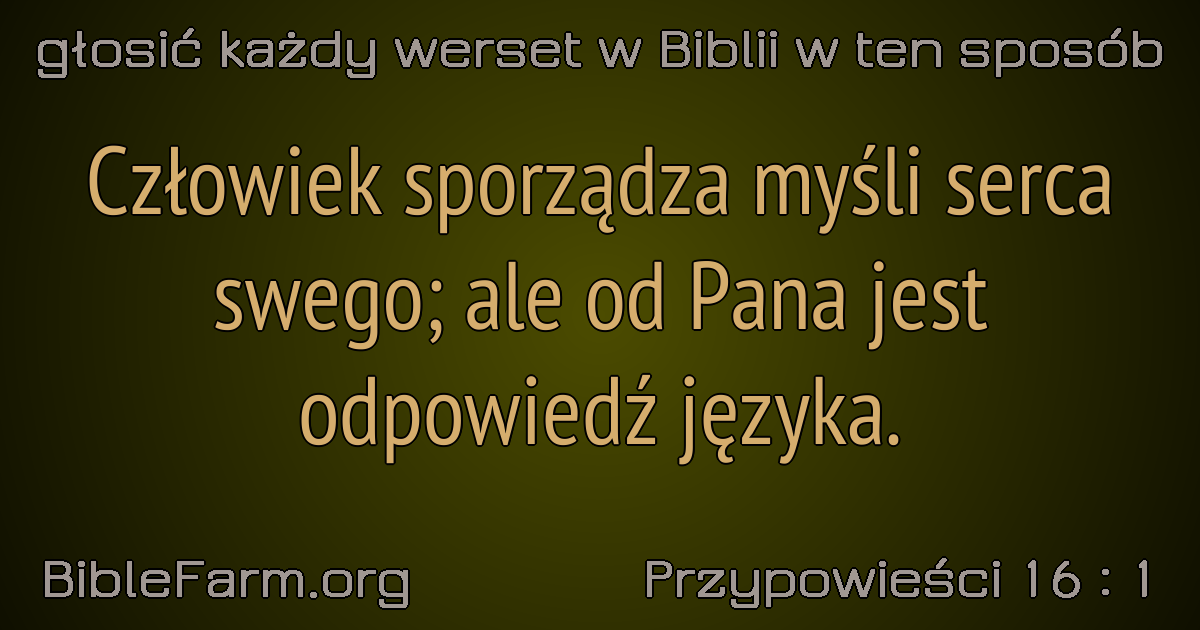 głosić każdy werset w Biblii w ten sposób
Człowiek sporządza myśli serca
swego; ale od Pana jest
odpowiedź języka.
BibleFarm.org
Przypowieści 16 : 1